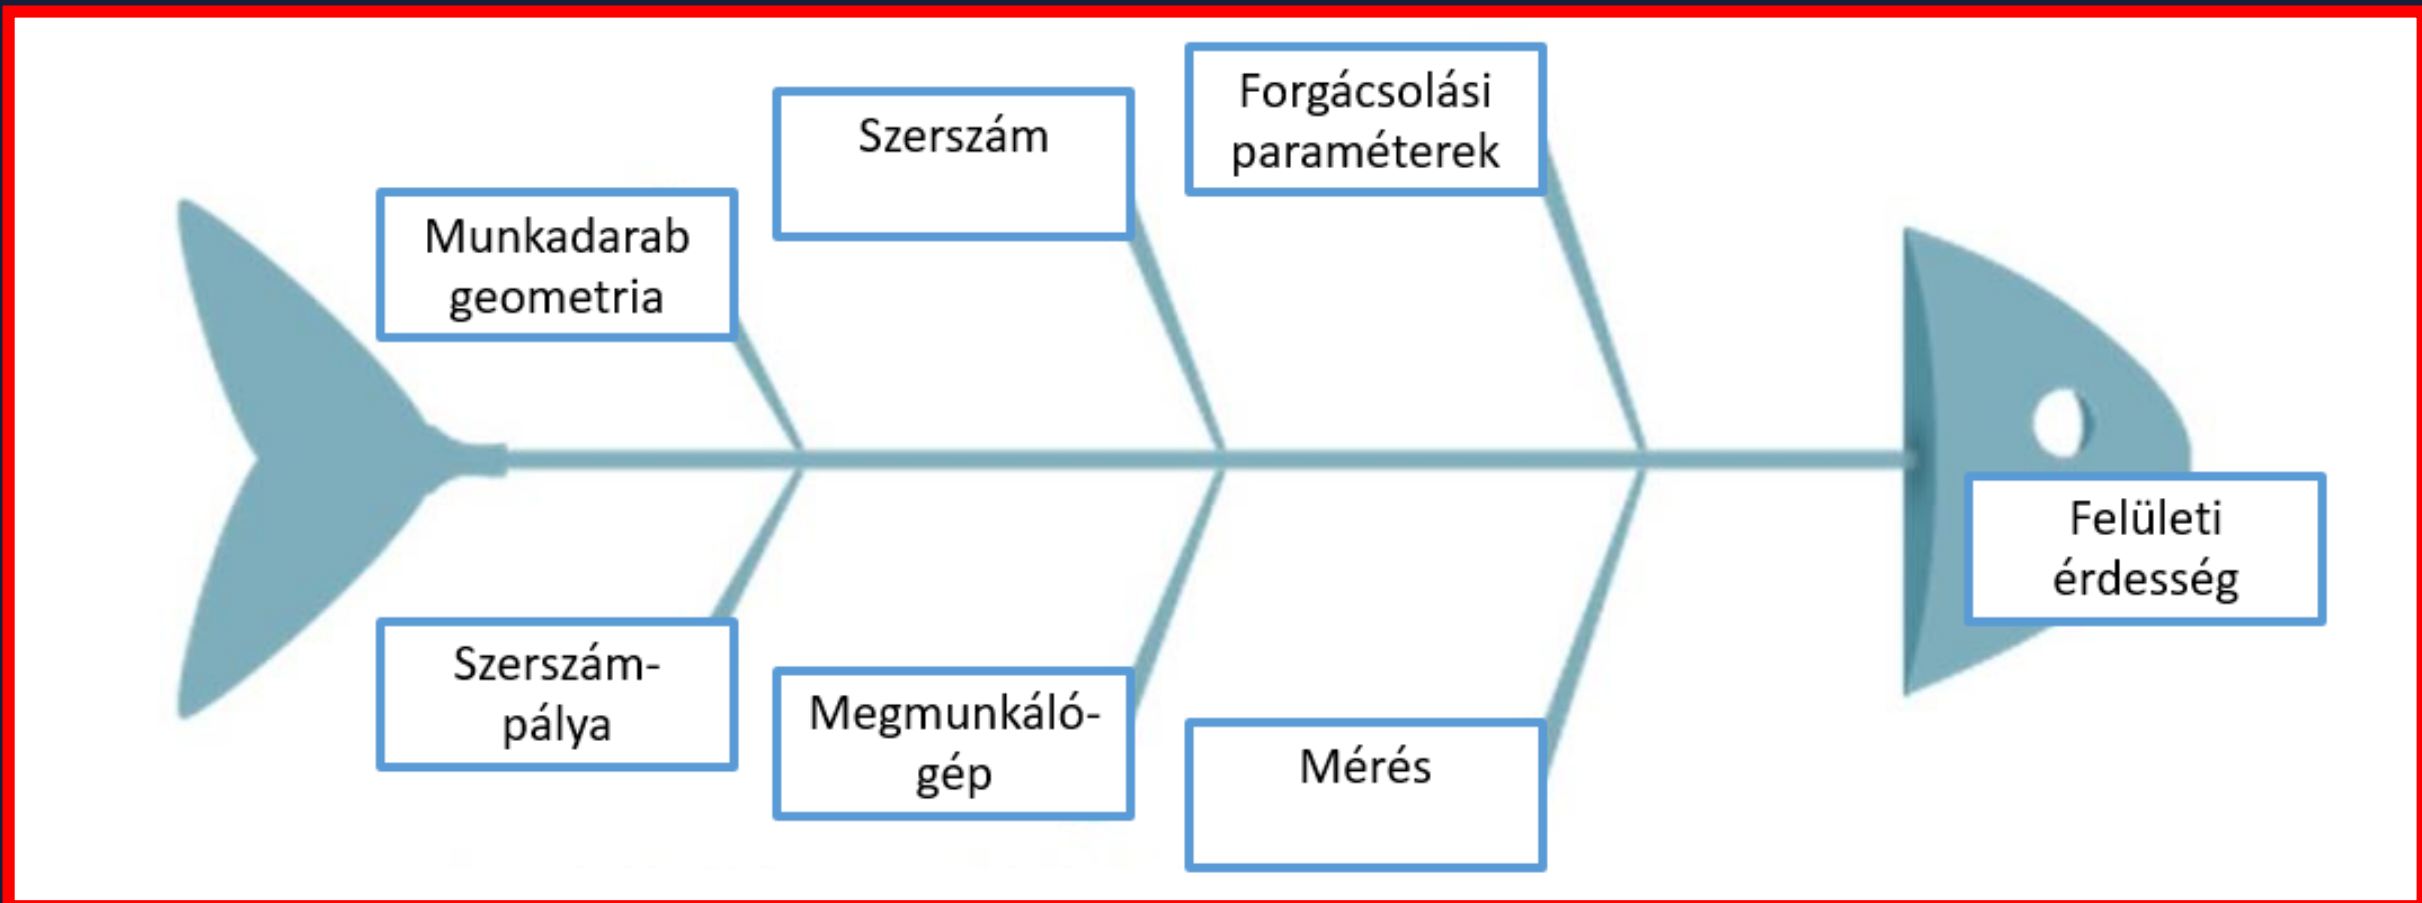 Forgácsolási
paraméterek
Szerszám
Munkadarab
geometria
Felületi
érdesség
Szerszám-
pálya
Megmunkáló-
gép
Mérés